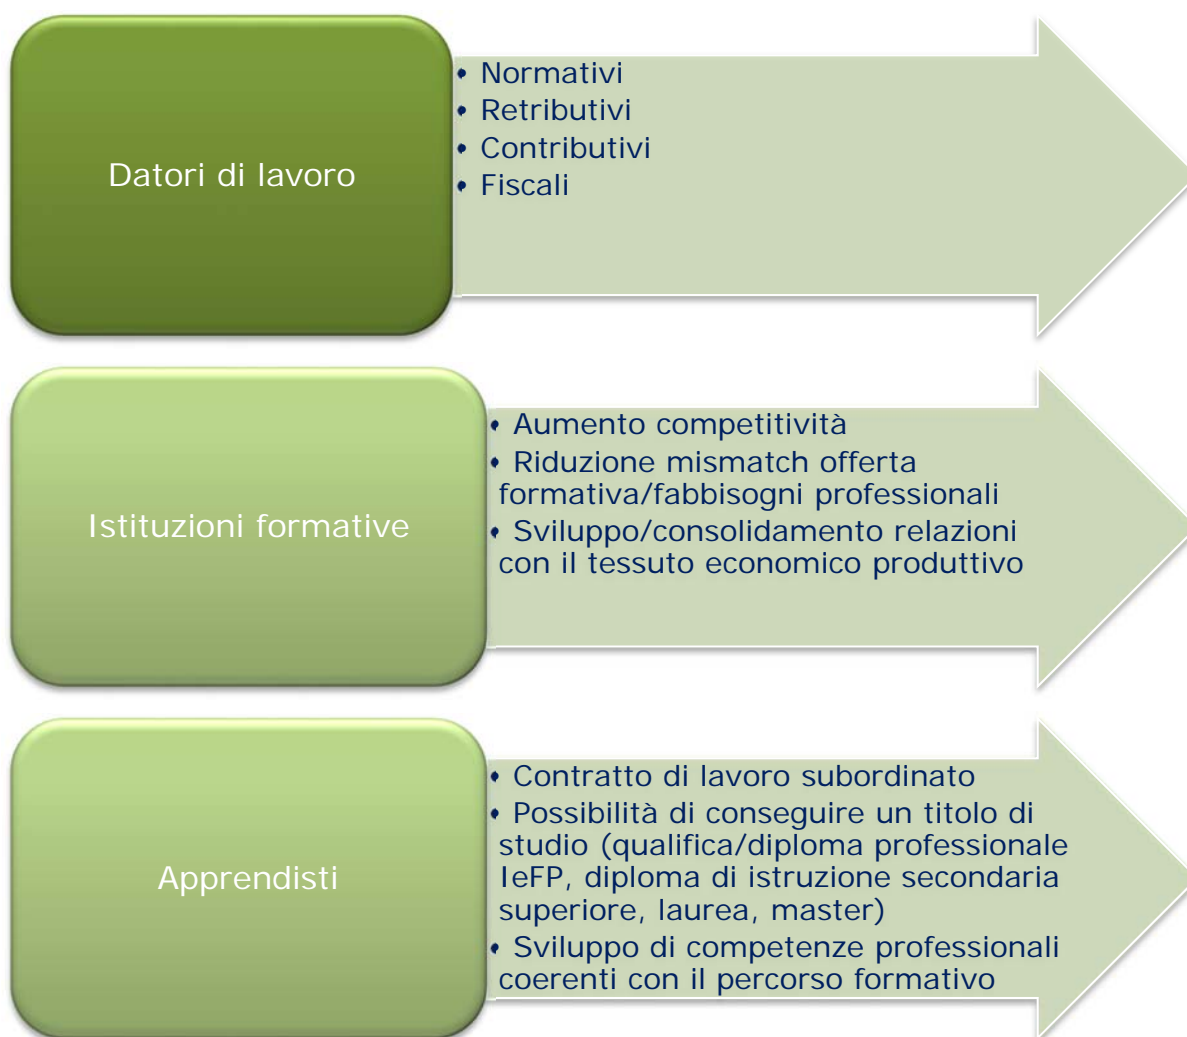 Datori di lavoro
• Normativi
• Retributivi
• Contributivi
• Fiscali
Istituzioni formative
• Aumento competitività
• Riduzione mismatch offerta
formativa/fabbisogni professionali
• Sviluppo/consolidamento relazioni
con il tessuto economico produttivo
Apprendisti
• Contratto di lavoro subordinato
• Possibilità di conseguire un titolo di
studio (qualifica/diploma professionale
IeFP, diploma di istruzione secondaria
superiore, laurea, master)
• Sviluppo di competenze professionali
coerenti con il percorso formativo